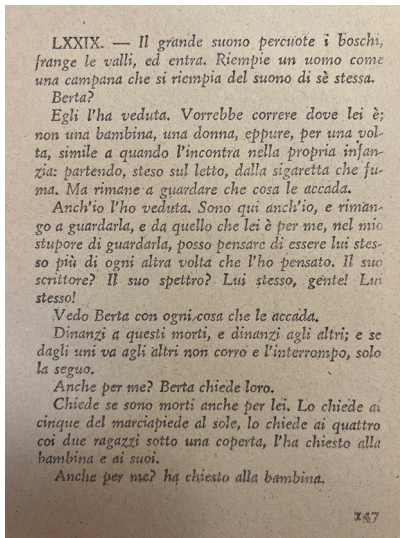 LXXIX. — Il grande suono percuote i boschi,
frange le valli, ed entra. Riempie un uomo come
una campana che si riempia del suono di sè stessa.
Berta?
Egli l'ha veduta. Vorrebbe correre dove lei è;
non una bambina, una donna, eppure, per una vol-
ta, simile a quando l'incontra nella propria infan-
zia: partendo, steso sul letto, dalla sigaretta che fu-
ma. Ma rimane a guardare che cosa le accada.
Anch'io l'ho veduta. Sono qui anch'io, e riman-
go a guardarla, e da quello che lei è per me, nel mio
stupore di guardarla, posso pensare di essere lui stes-
so più di ogni altra volta che l'ho pensato. Il suo
scrittore? Il suo spettro? Lui stesso, gente! Lui
stesso!
Vedo Berta con ogni cosa che le accada.
Dinanzi a questi morti, e dinanzi agli altri; e se
dagli uni va agli altri non corro e l'interrompo, solo
la seguo.
Anche per me? Berta chiede loro.
Chiede se sono morti anche per lei. Lo chiede ai
cinque del marciapiede al sole, lo chiede ai quattro
coi due ragazzi sotto una coperta, l'ha chiesto alla
bambina e ai suoi.
Anche per me? ha chiesto alla bambina.
247